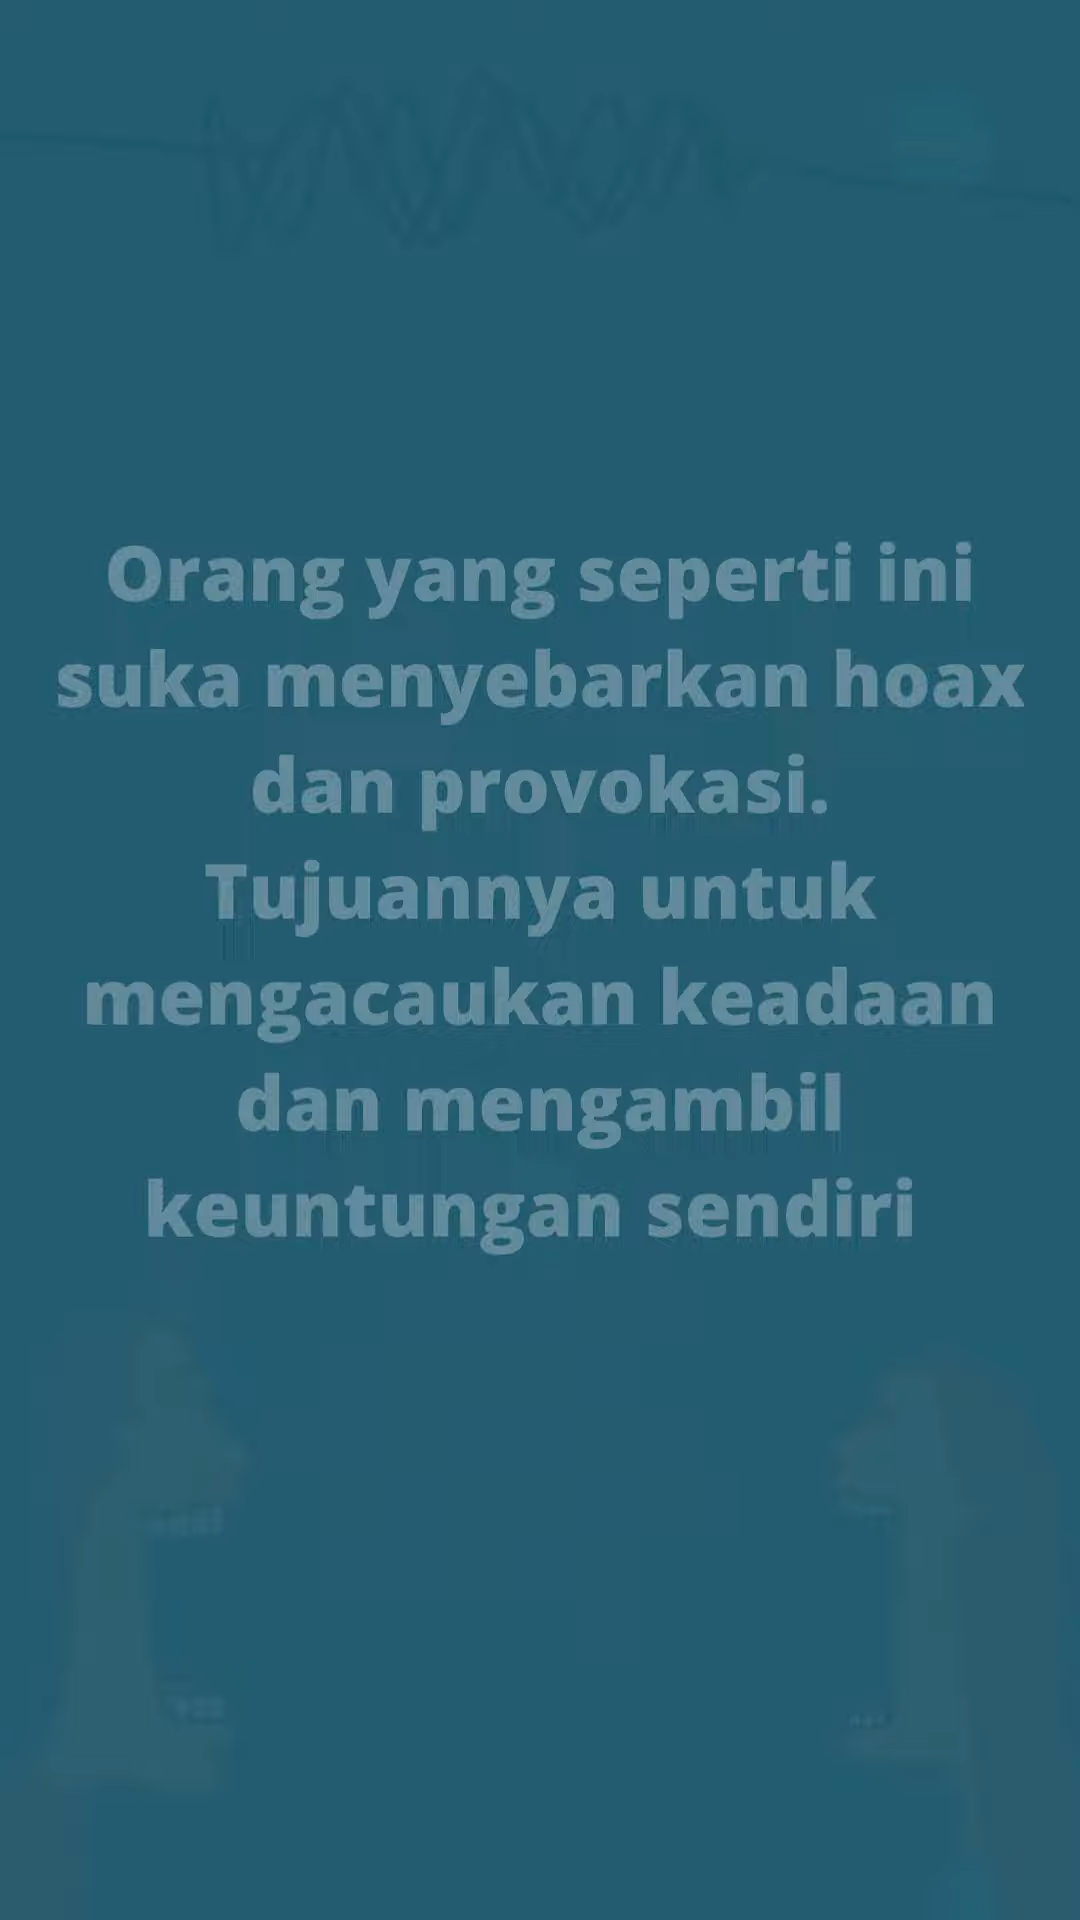 Orang yang seperti ini
suka menyebarkan hoax
dan provokasi.
Tujuannya untuk
mengacaukan keadaan
dan mengambil
keuntungan sendiri